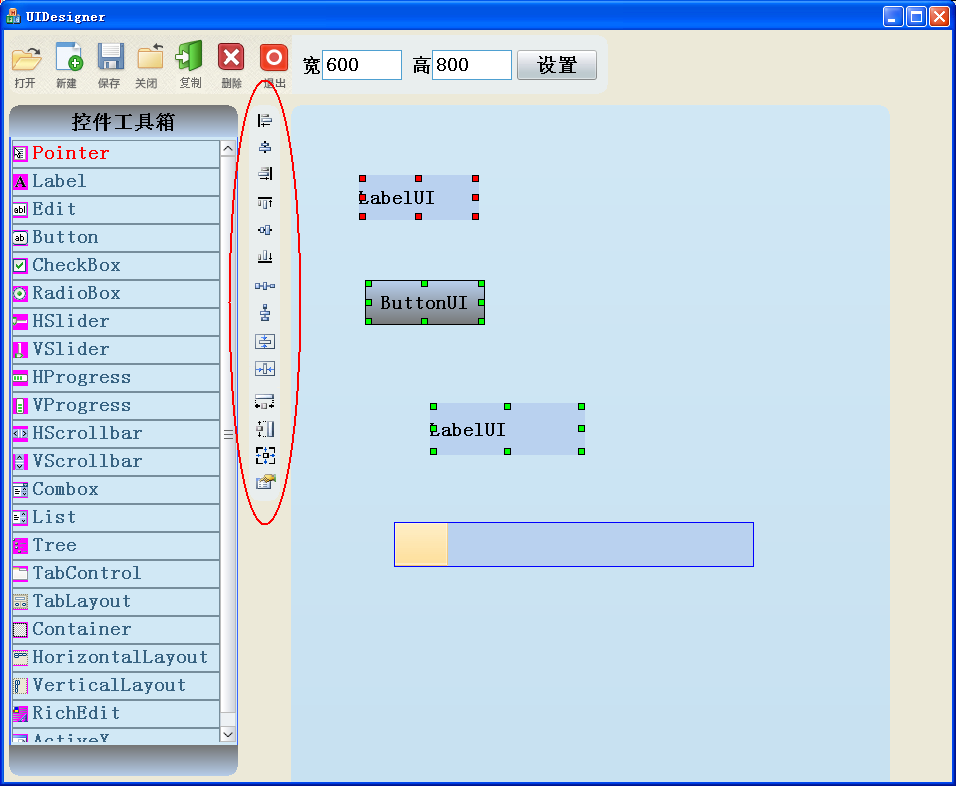 UIDesigner
打开 新建 保存 关闭 复制 删除 退出
宽 600 高 800 设置
控件工具箱
Pointer
Label
Edit
Button
CheckBox
RadioBox
HSlider
VSlider
HProgress
VProgress
HScrollbar
VScrollbar
Combox
List
Tree
TabControl
TabLayout
Container
HorizontalLayout
VerticalLayout
RichEdit
ActiveX
LabelUI
ButtonUI
LabelUI